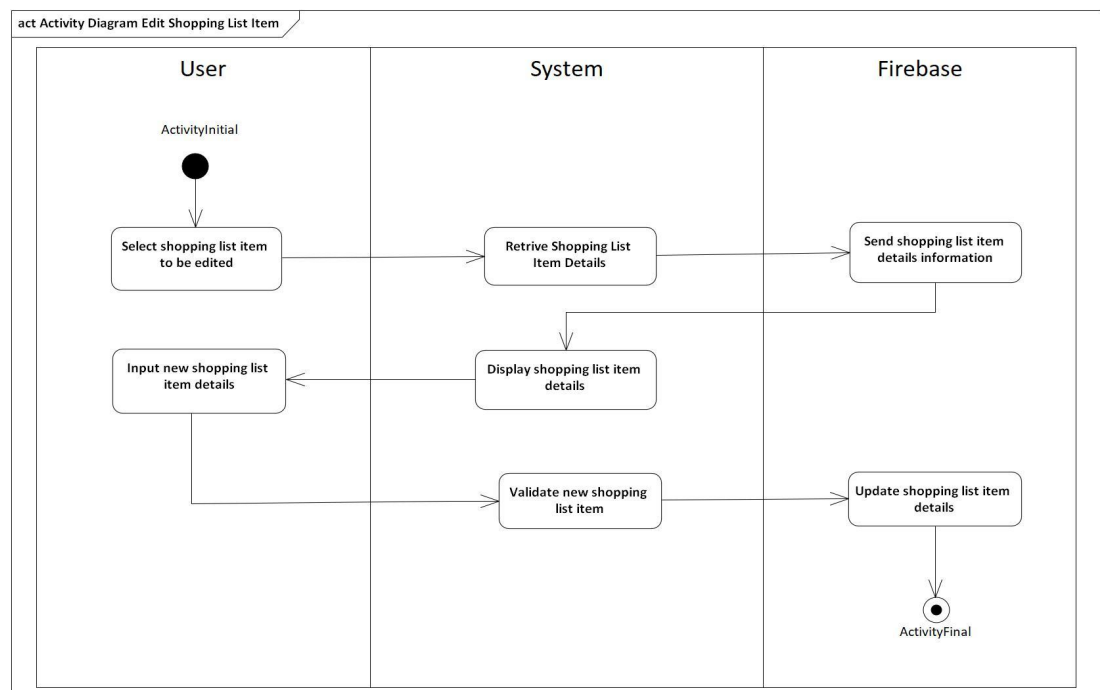 act Activity Diagram Edit Shopping List Item
User
System
Firebase
ActivityInitial
Select shopping list item
to be edited
Retrive Shopping List
Item Details
Send shopping list item
details information
Input new shopping list
item details
Display shopping list item
details
Validate new shopping
list item
Update shopping list item
details
ActivityFinal